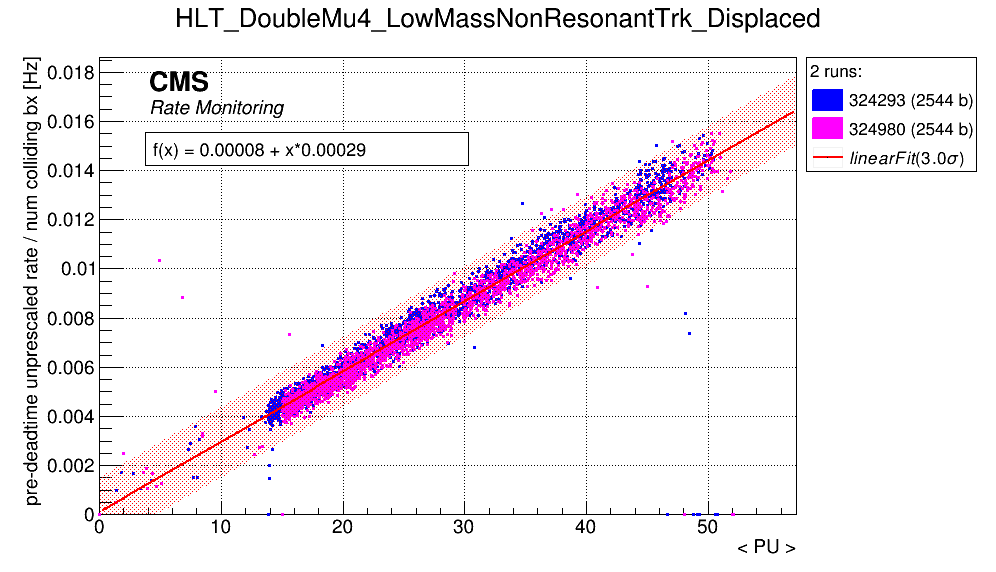 HLT_DoubleMu4_LowMassNonResonantTrk_Displaced
pre-deadtime unprescaled rate / num colliding bx [Hz]
0.018
0.016
0.014
0.012
0.01
0.008
0.006
0.004
0.002
0
CMS
Rate Monitoring
f(x) = 0.00008 + x*0.00029
2 runs:
324293 (2544 b)
324980 (2544 b)
linearFit(3.0σ)
0 10 20 30 40 50
< PU >